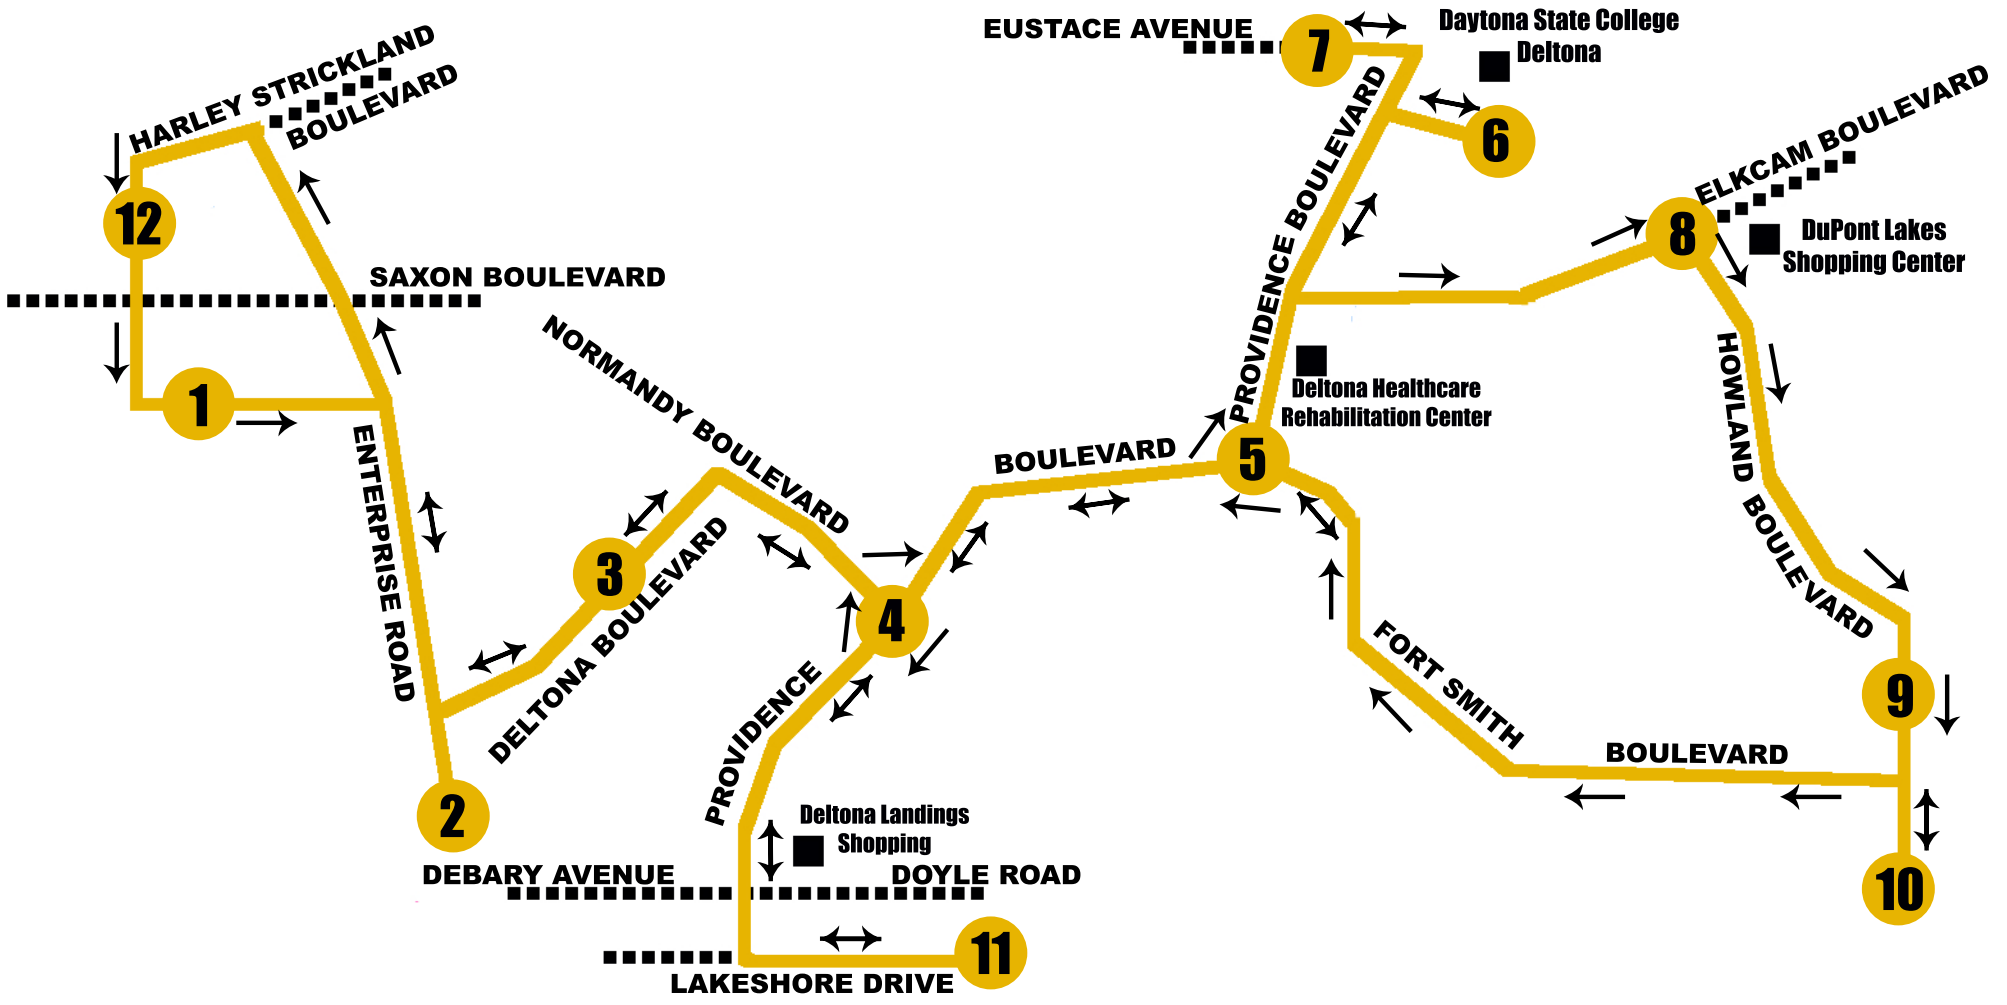 EUSTACE AVENUE
7
Daytona State College
Deltona
HARLEY STRICKLAND
BOULEVARD
6
ELKCAM BOULEVARD
12
8
DuPont Lakes
Shopping Center
SAXON BOULEVARD
PROVIDENCE BOULEVARD
NORMANDY BOULEVARD
1
Deltona Healthcare
Rehabilitation Center
HOWLAND BOULEVARD
ENTERPRISE ROAD
BOULEVARD
5
3
DELTONA BOULEVARD
4
PROVIDENCE
FORT SMITH
BOULEVARD
9
2
Deltona Landings
Shopping
DEBARY AVENUE
DOYLE ROAD
10
11
LAKESHORE DRIVE